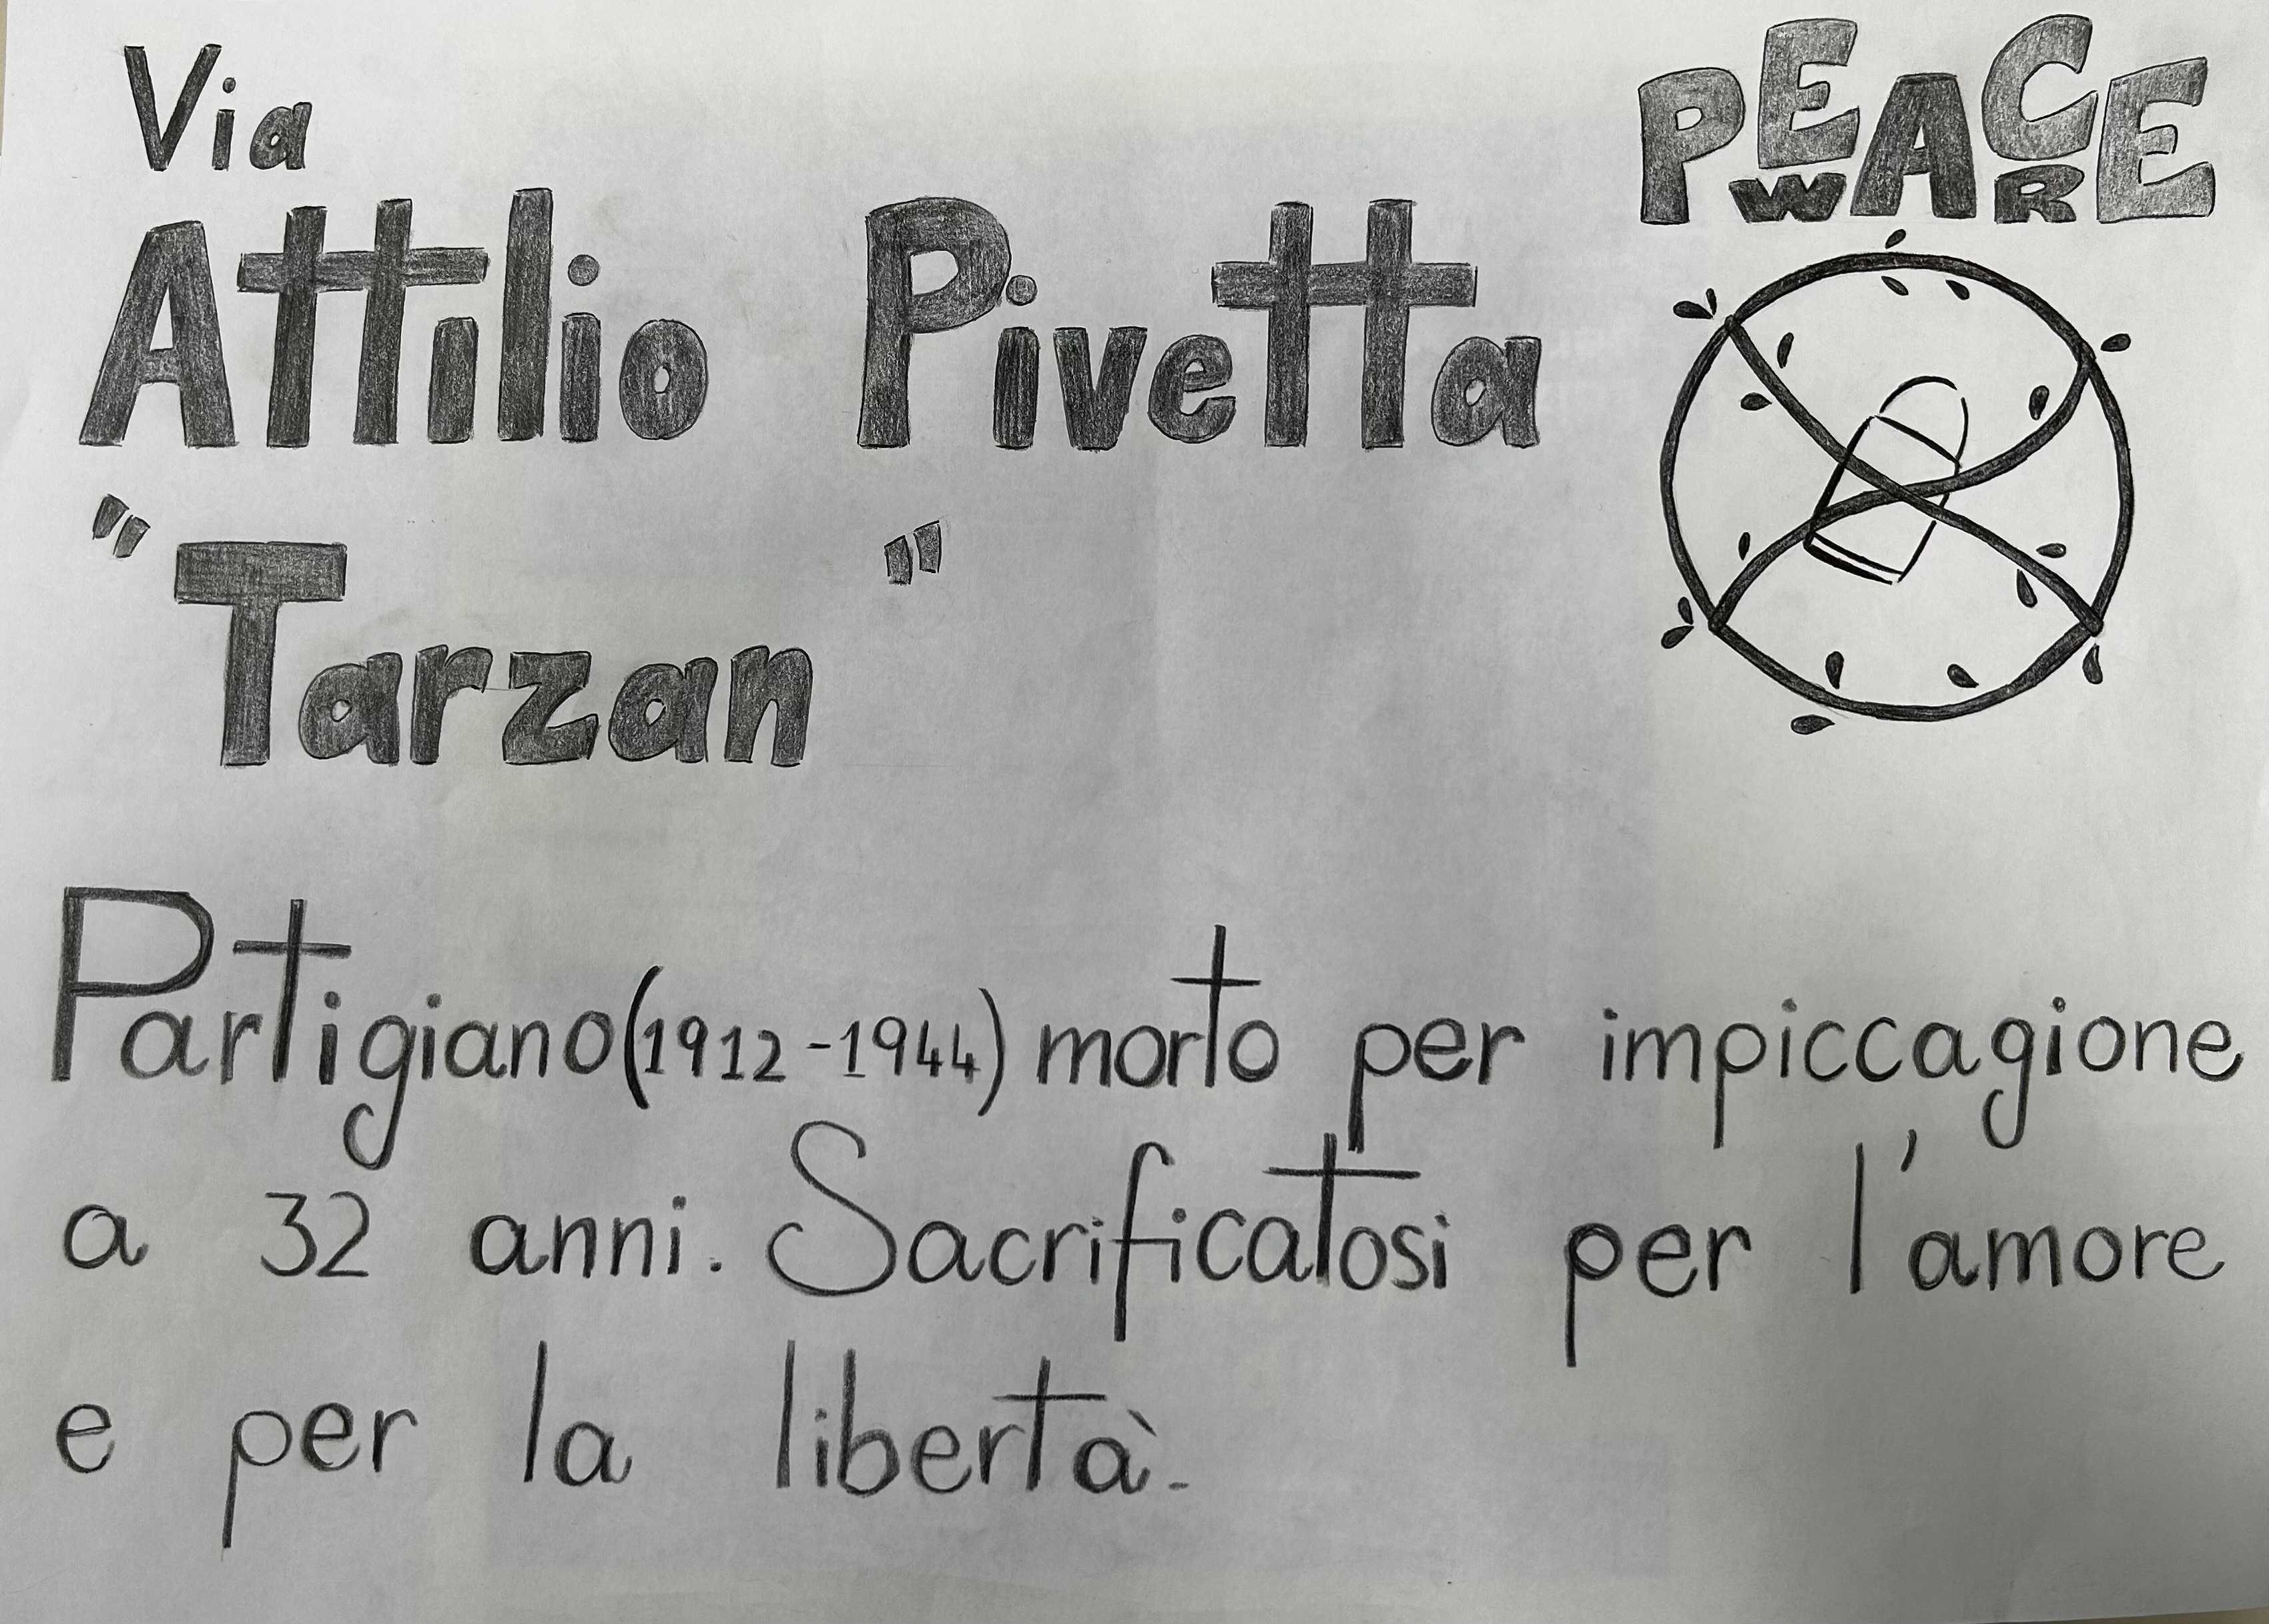 Via
Attilio Pivetta
"Tarzan"
PEACE
WAR
Partigiano (1912-1944) morto per impiccagione
a 32 anni. Sacrificatosi per l'amore
e per la libertà.